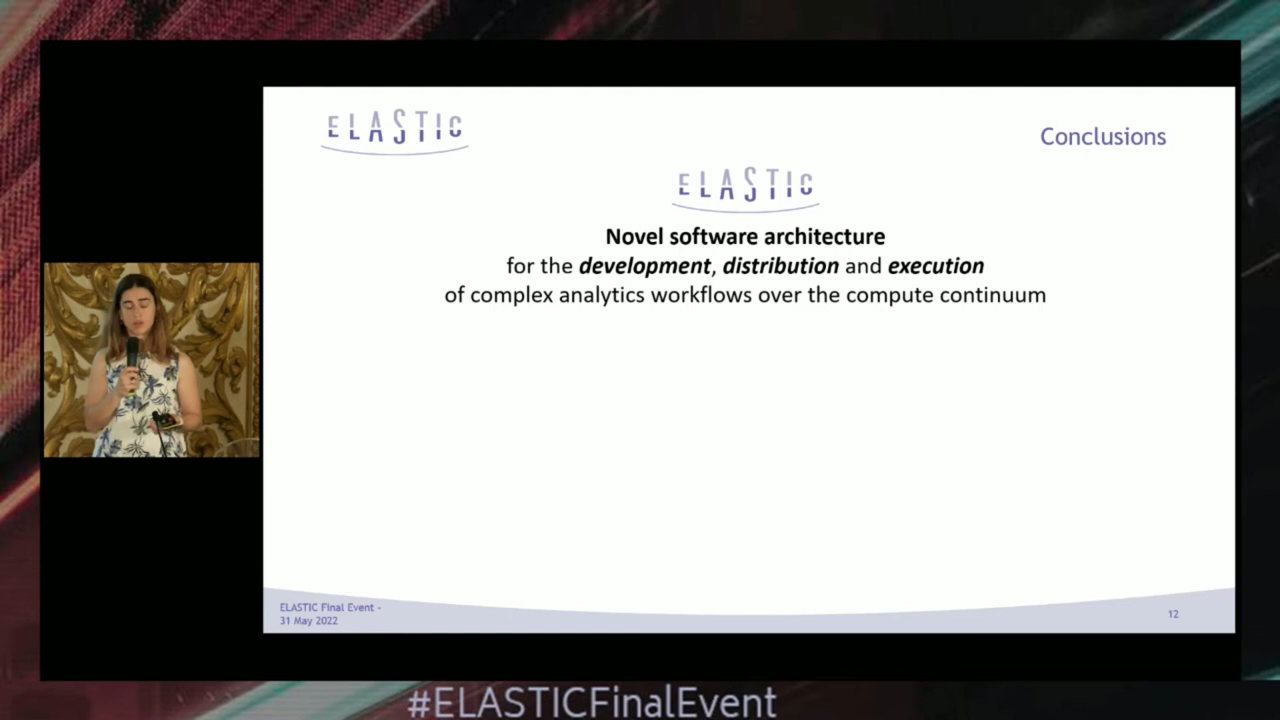 ELASTIC
Conclusions
ELASTIC
Novel software architecture
for the development, distribution and execution
of complex analytics workflows over the compute continuum
ELASTIC Final Event -
31 May 2022
12
#ELASTICFinalEvent